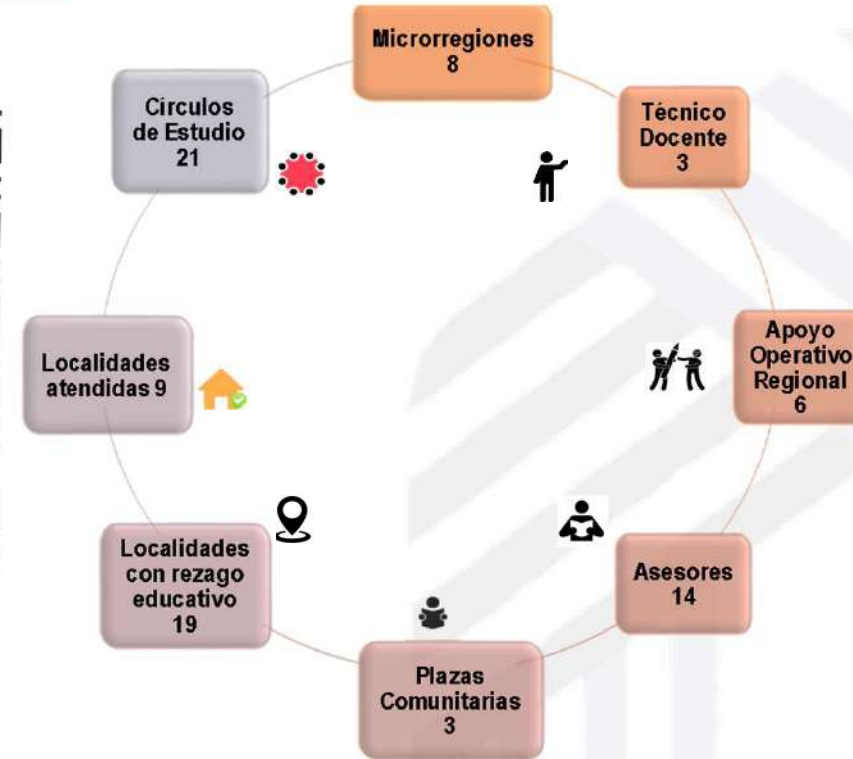 Microrregiones
8
Técnico
Docente
3
Apoyo
Operativo
Regional
6
Asesores
14
Plazas
Comunitarias
3
Localidades
con rezago
educativo
19
Localidades
atendidas 9
Círculos
de Estudio
21